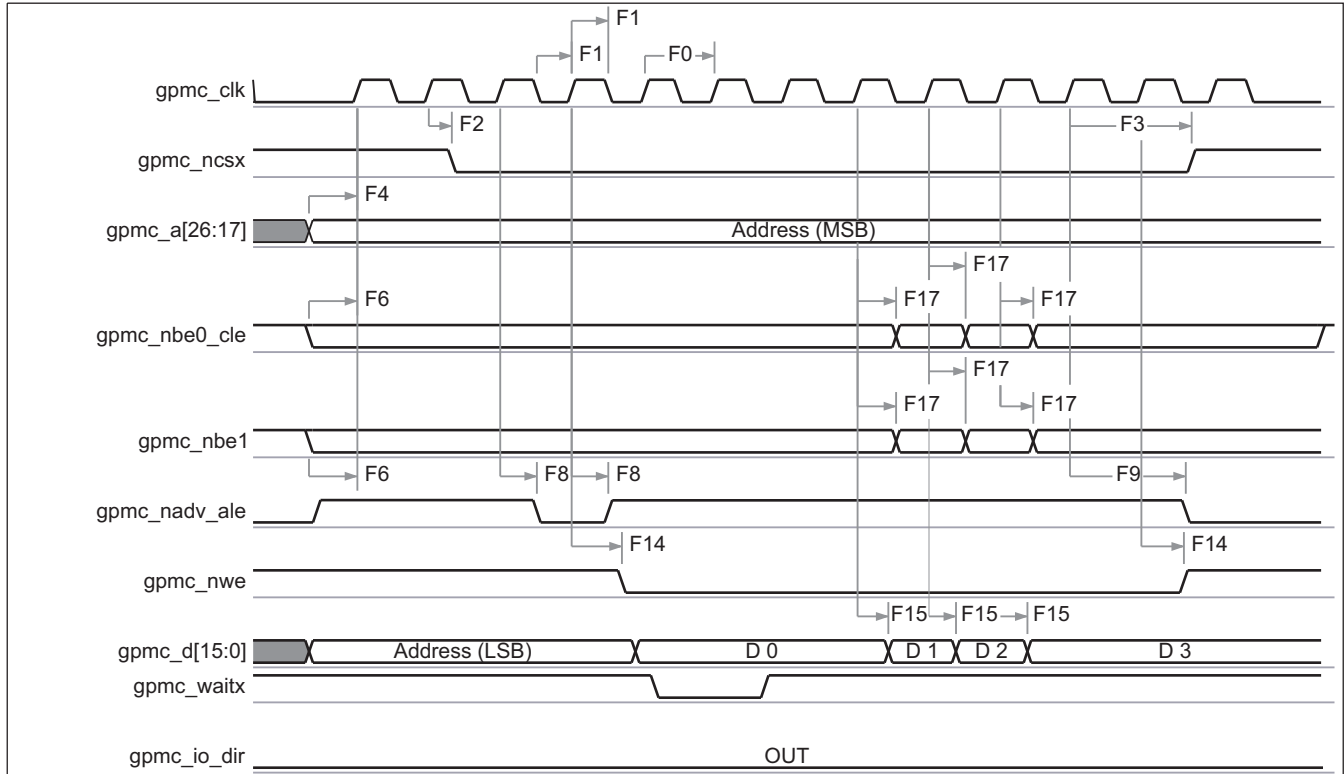 F1
F1 F0
gpmc_clk
F2 F3
gpmc_ncsx
F4
gpmc_a[26:17] Address (MSB)
F17
F6 F17 F17
gpmc_nbe0_cle
F17
F17 F17
gpmc_nbe1
F6 F8 F8 F9
gpmc_nadv_ale
F14 F14
gpmc_nwe
F15 F15 F15
gpmc_d[15:0] Address (LSB) D 0 D 1 D 2 D 3
gpmc_waitx
gpmc_io_dir OUT